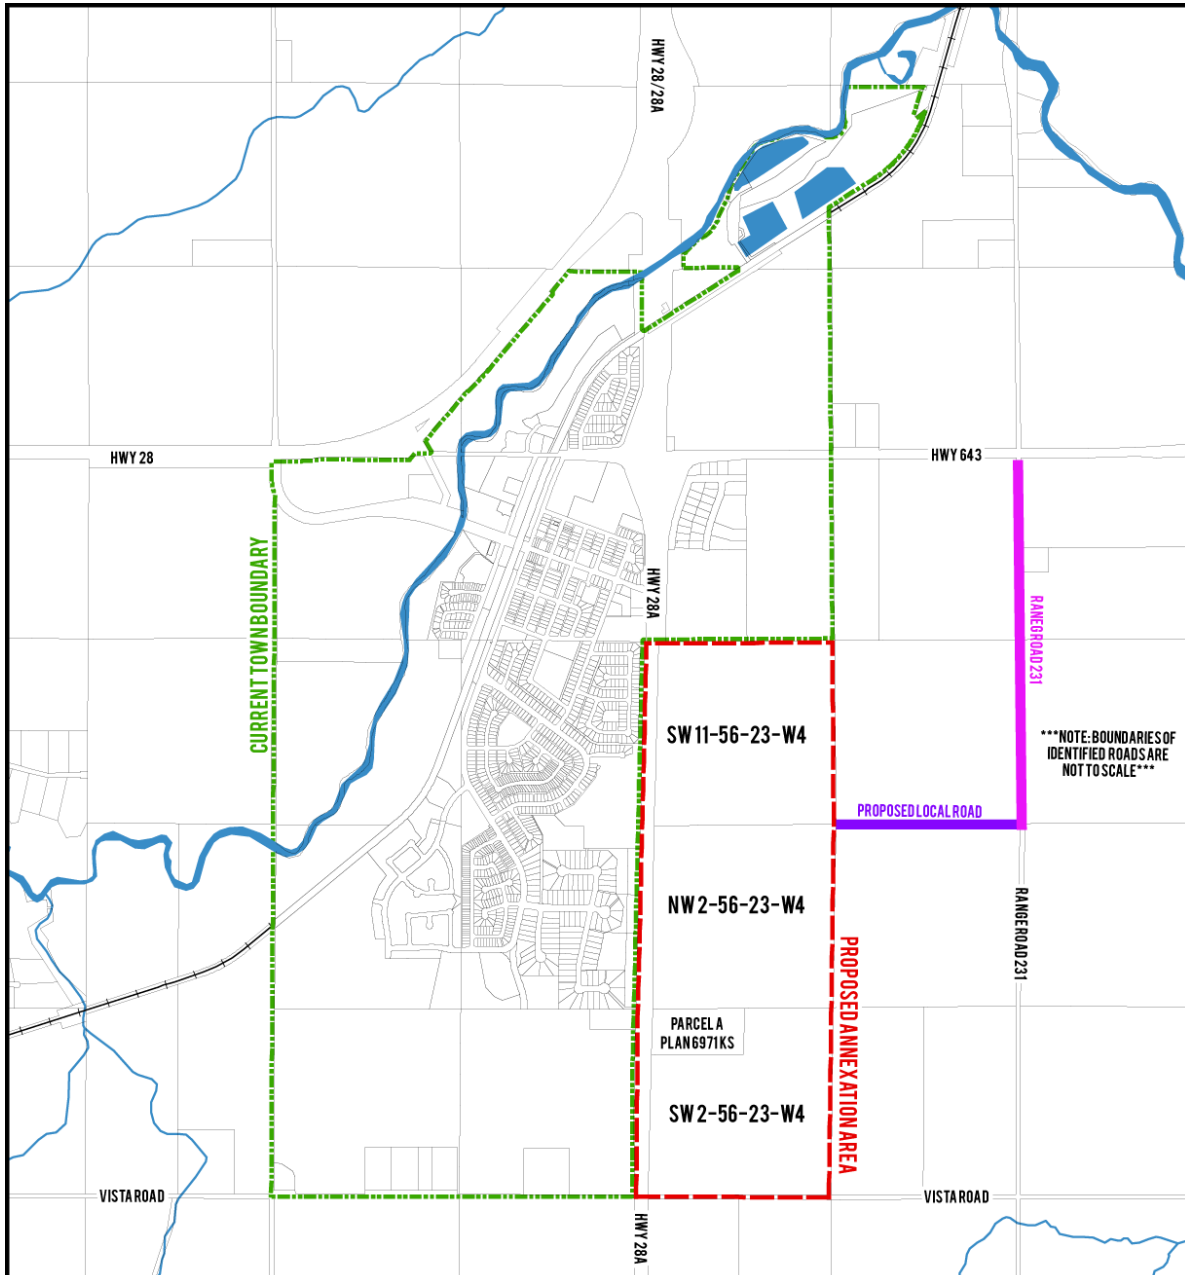 HWY 28/28A
HWY 28
HWY 643
CURRENT TOWN BOUNDARY
HWY 28A
RANEG ROAD 231
SW 11-56-23-W4
***NOTE: BOUNDARIES OF
IDENTIFIED ROADS ARE
NOT TO SCALE***
PROPOSED LOCAL ROAD
NW 2-56-23-W4
RANGE ROAD 231
PROPOSED ANNEXATION AREA
PARCEL A
PLAN 6971KS
SW 2-56-23-W4
VISTA ROAD
VISTA ROAD
HWY 28A